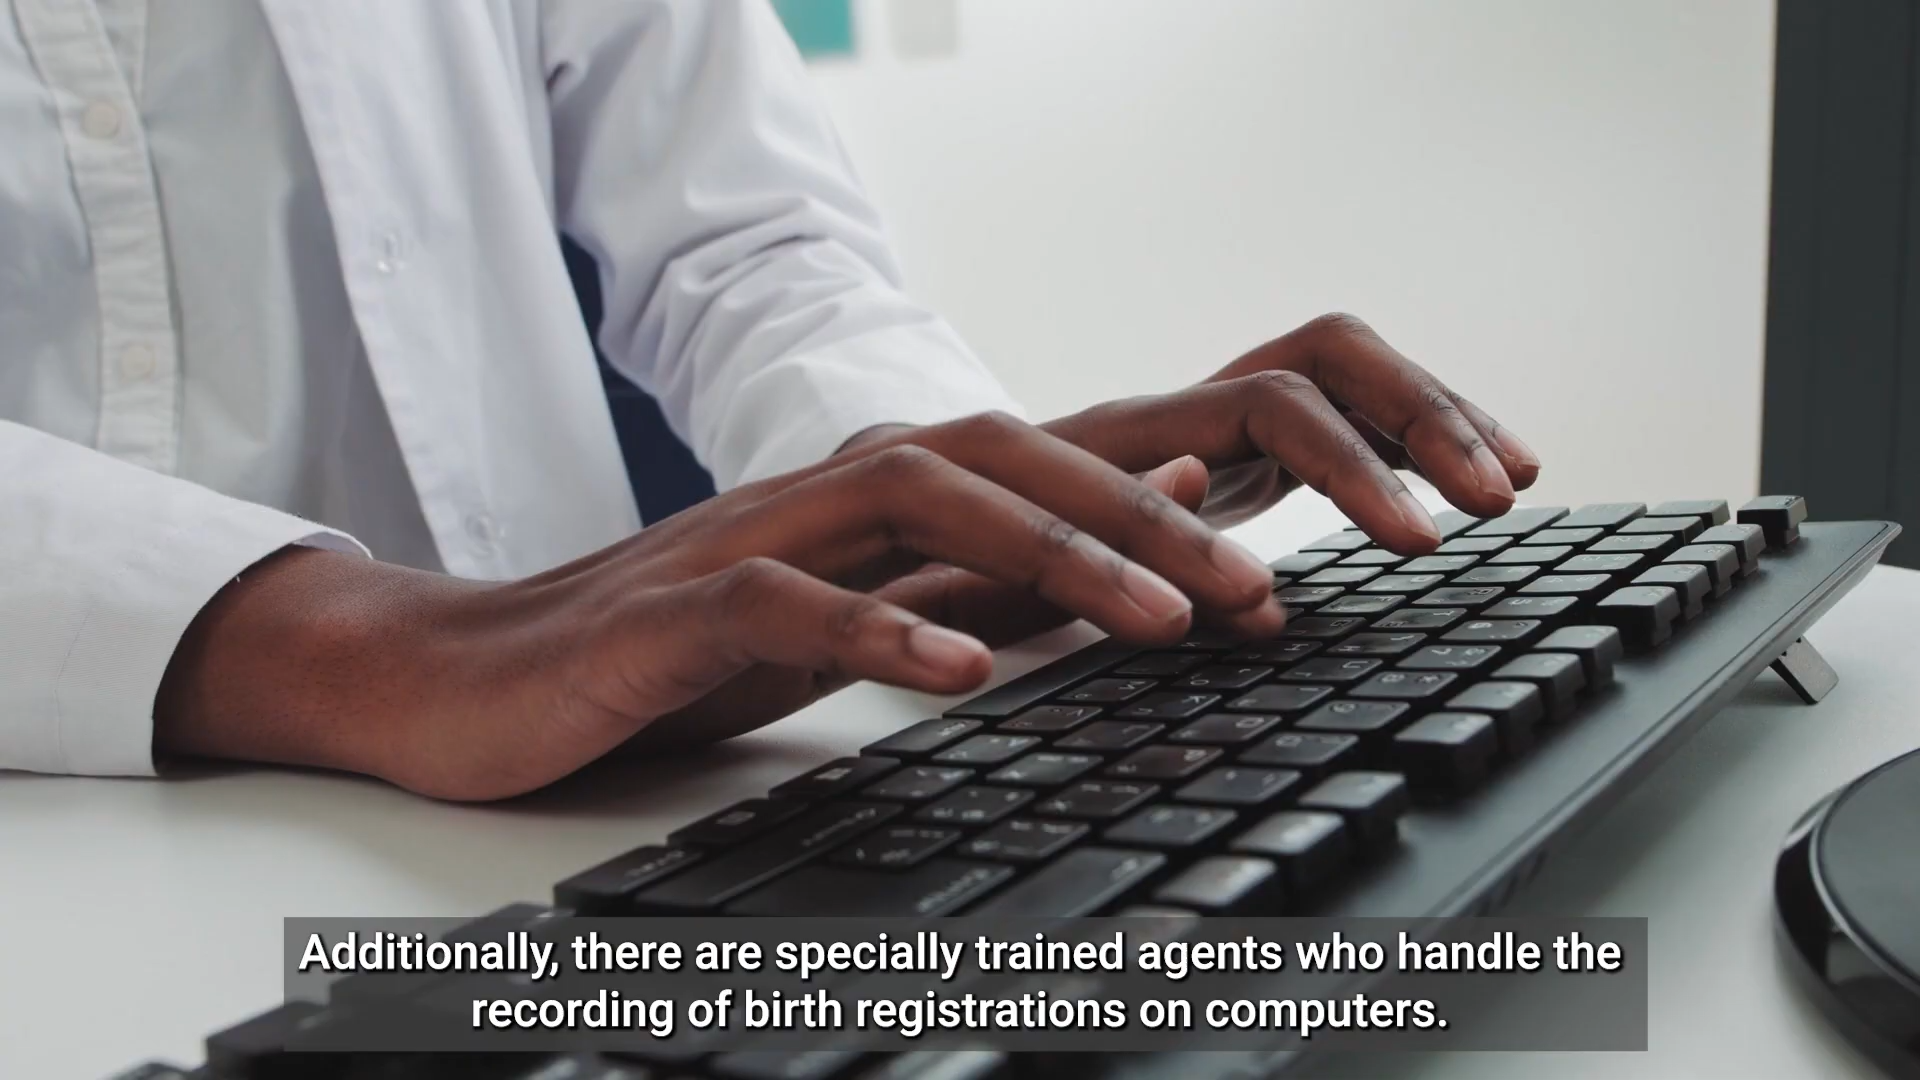 Additionally, there are specially trained agents who handle the
recording of birth registrations on computers.